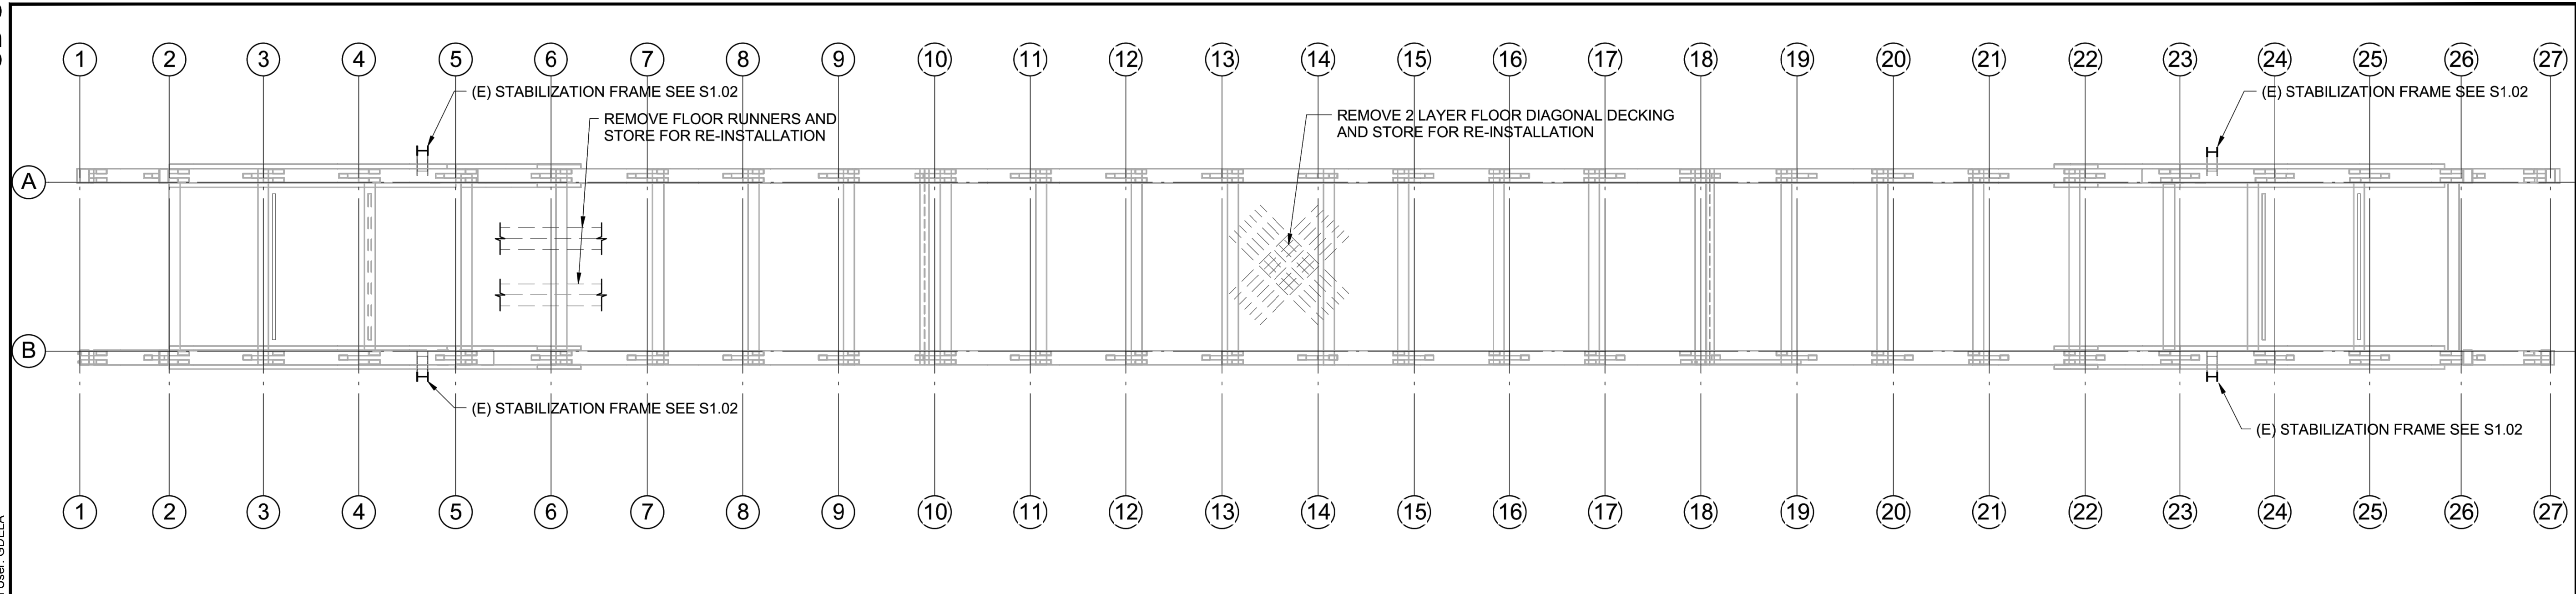 1 2 3 4 5 6 7 8 9 10 11 12 13 14 15 16 17 18 19 20 21 22 23 24 25 26 27
(E) STABILIZATION FRAME SEE S1.02
REMOVE FLOOR RUNNERS AND
STORE FOR RE-INSTALLATION
REMOVE 2 LAYER FLOOR DIAGONAL DECKING
AND STORE FOR RE-INSTALLATION
(E) STABILIZATION FRAME SEE S1.02
A
B
(E) STABILIZATION FRAME SEE S1.02
(E) STABILIZATION FRAME SEE S1.02
1 2 3 4 5 6 7 8 9 10 11 12 13 14 15 16 17 18 19 20 21 22 23 24 25 26 27